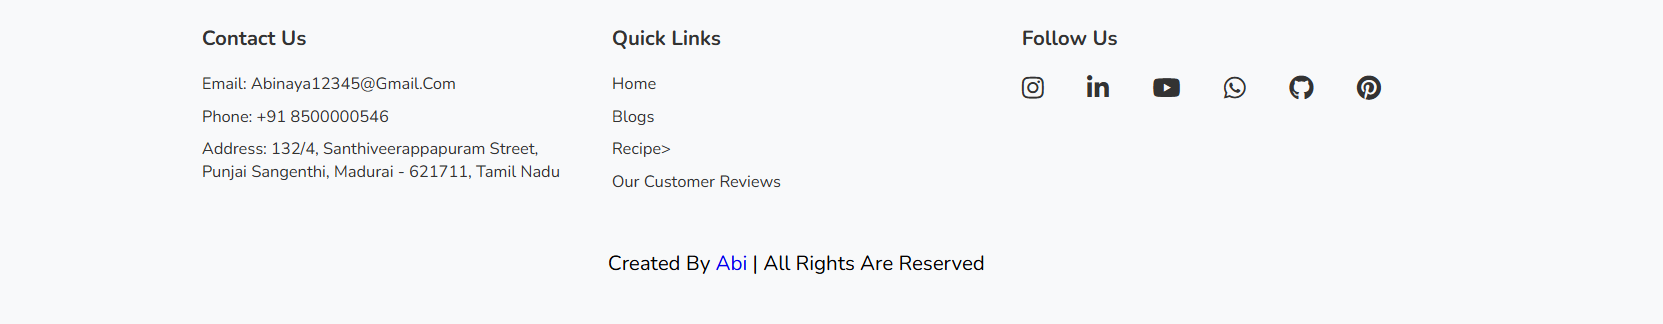 Contact Us
Email: Abinaya12345@Gmail.Com
Phone: +91 8500000546
Address: 132/4, Santhiveerappapuram Street,
Punjai Sangenthi, Madurai - 621711, Tamil Nadu
Quick Links
Home
Blogs
Recipe>
Our Customer Reviews
Follow Us
Created By Abi | All Rights Are Reserved